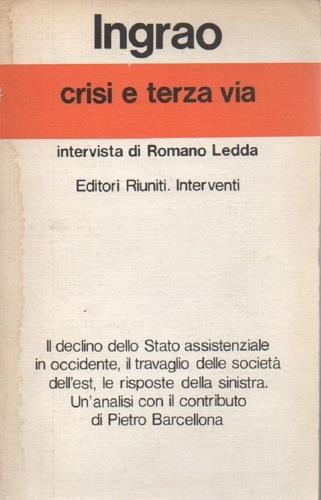 Ingrao
crisi e terza via
intervista di Romano Ledda
Editori Riuniti. Interventi
Il declino dello Stato assistenziale
in occidente, il travaglio delle società
dell'est, le risposte della sinistra.
Un'analisi con il contributo
di Pietro Barcellona